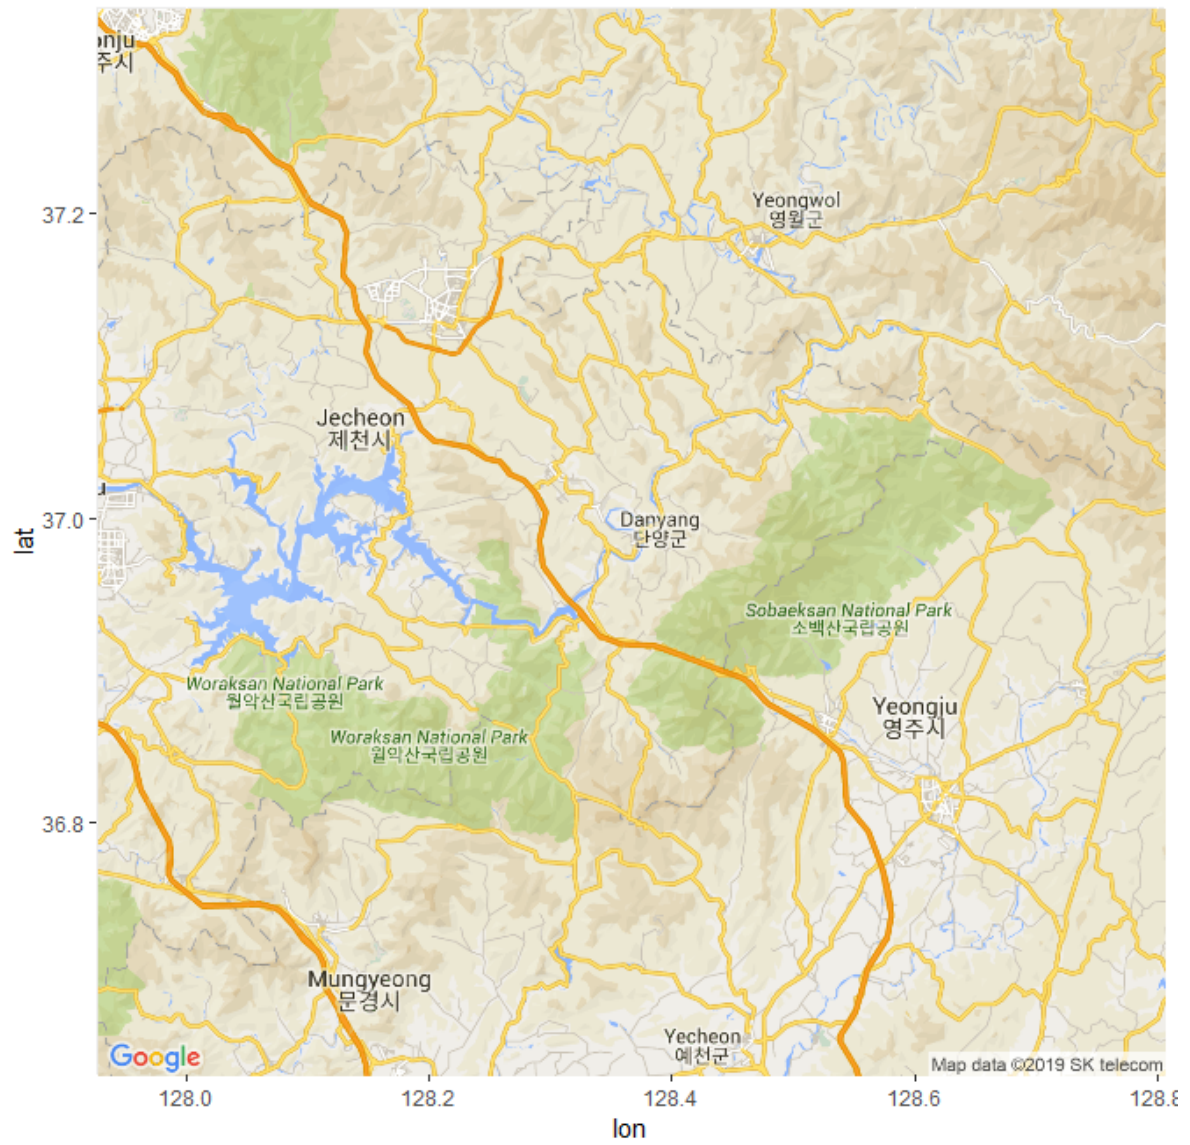 onju
주시
Yeongwol
영월군
37.2
Jecheon
제천시
u
37.0
Danyang
단양군
lat
Sobaeksan National Park
소백산국립공원
Woraksan National Park
월악산국립공원
Yeongju
영주시
Woraksan National Park
월악산국립공원
36.8
Mungyeong
문경시
Yecheon
예천군
Google
Map data ©2019 SK telecom
128.0
128.2
128.4
128.6
128.8
lon